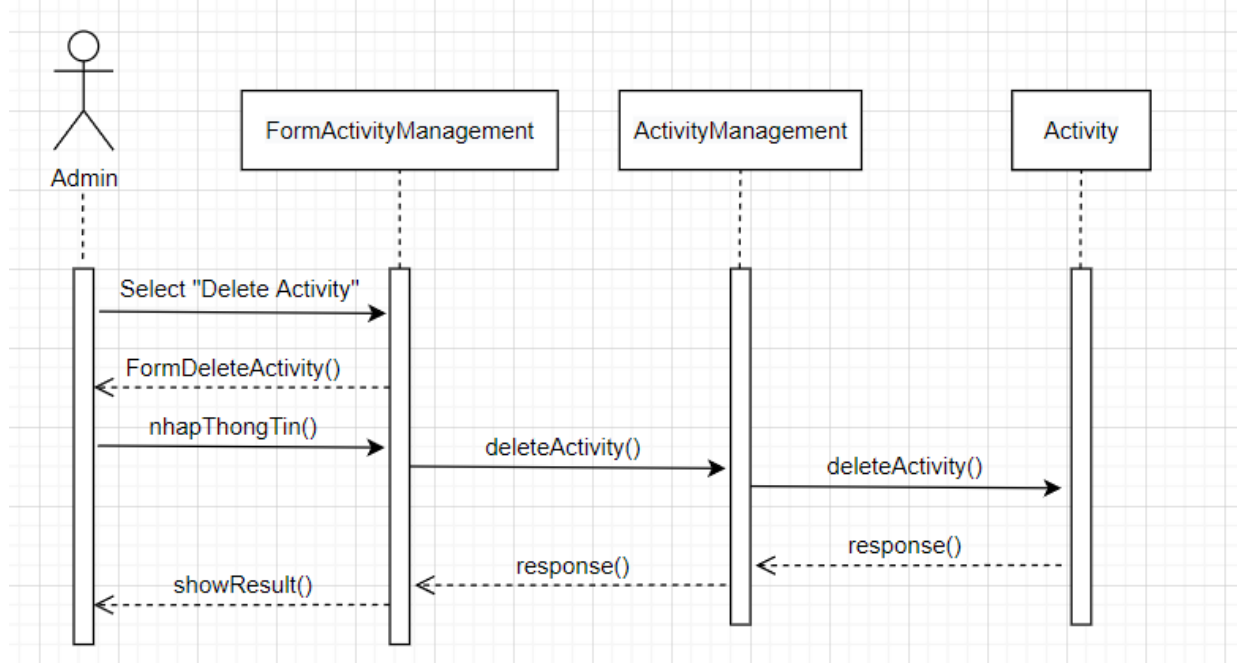 Admin
FormActivityManagement
ActivityManagement
Activity
Select "Delete Activity"
FormDeleteActivity()
nhapThongTin()
deleteActivity()
deleteActivity()
response()
response()
showResult()